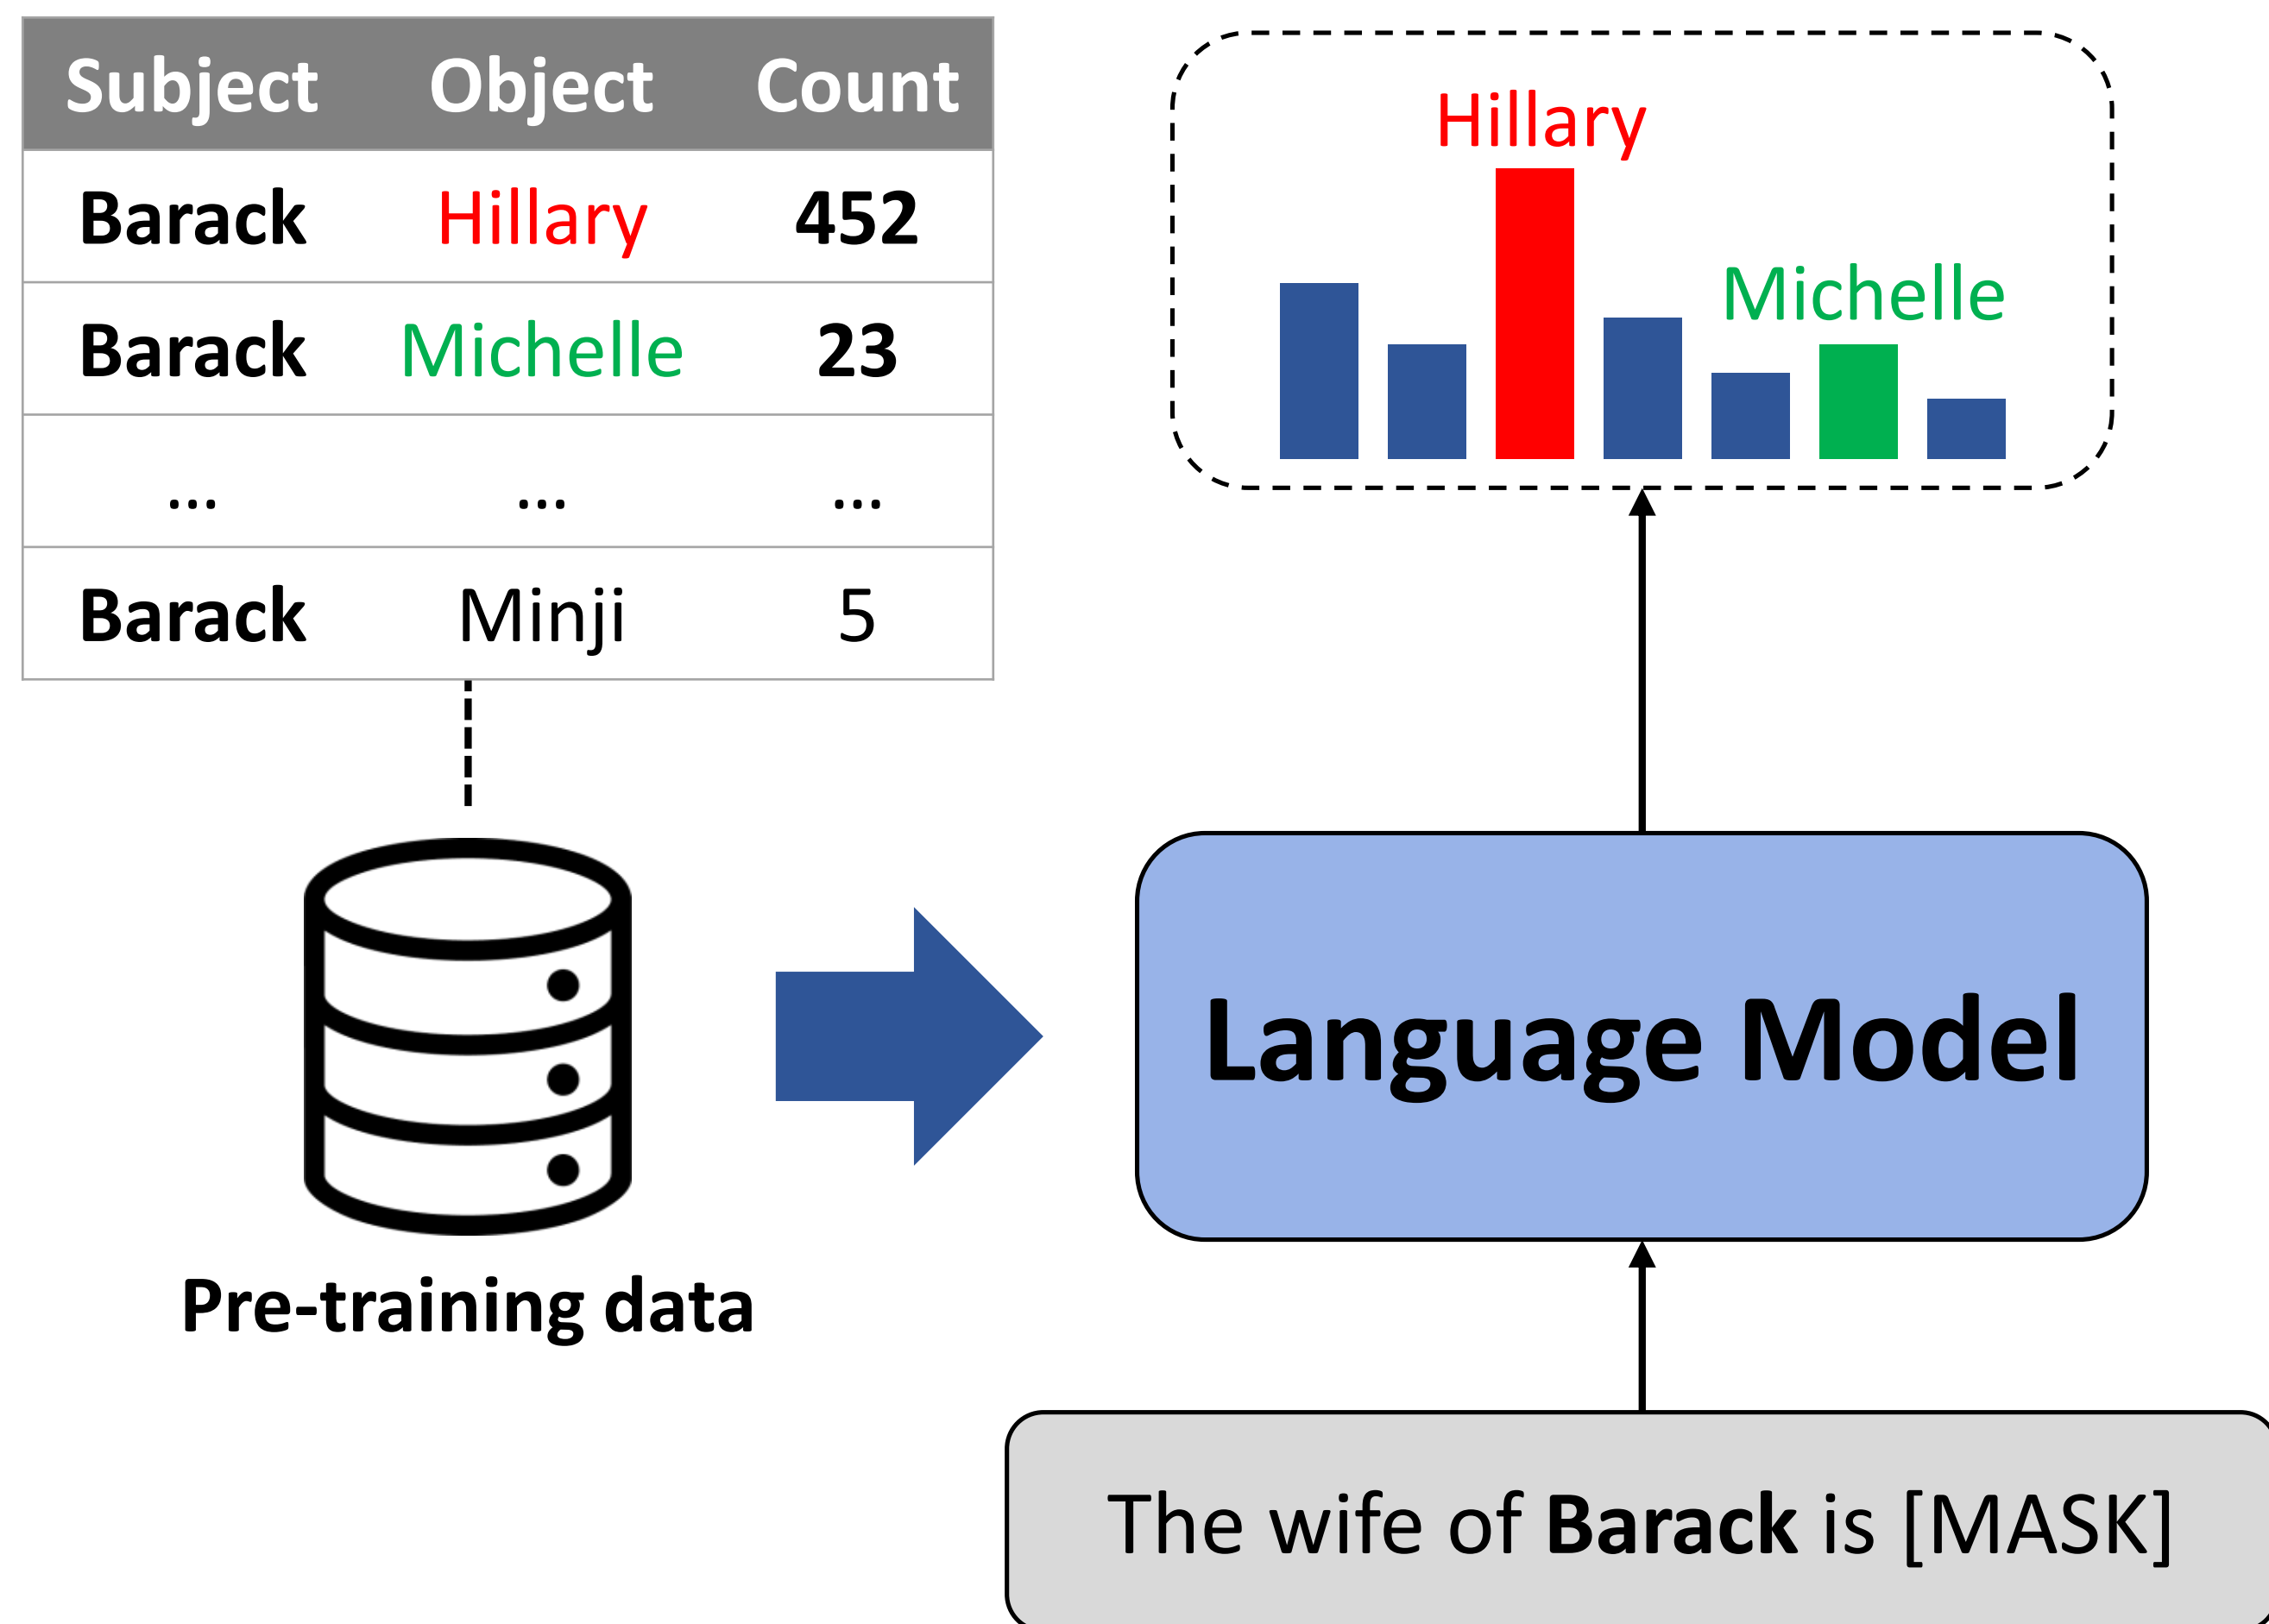 Subject Object Count
Barack Hillary 452
Barack Michelle 23
... ... ...
Barack Minji 5
Pre-training data
Hillary
Michelle
Language Model
The wife of Barack is [MASK]